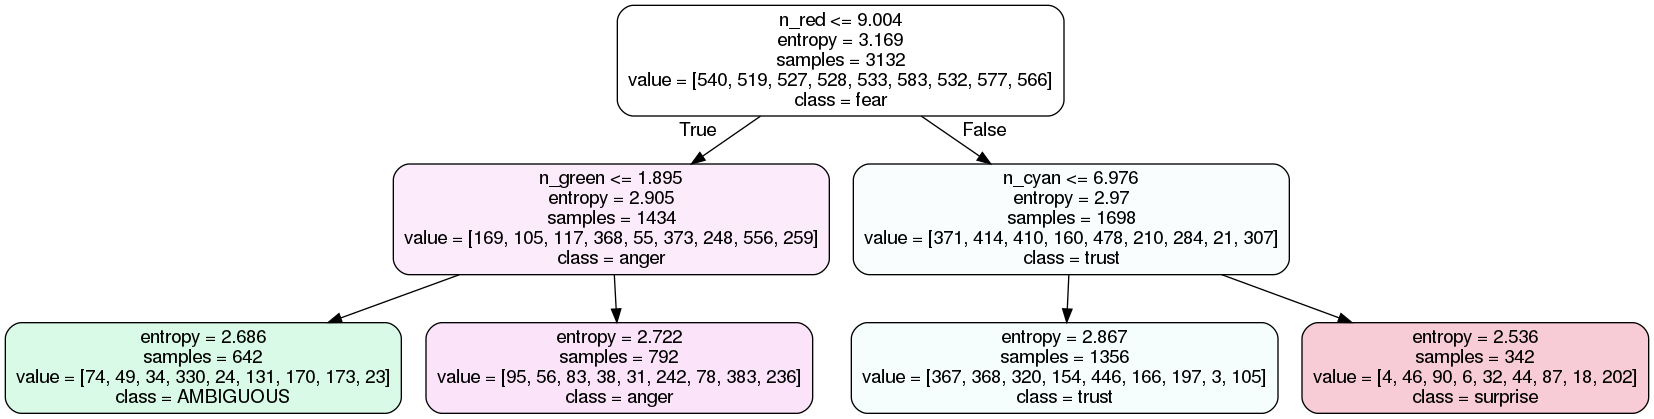 n_red <= 9.004
entropy = 3.169
samples = 3132
value = [540, 519, 527, 528, 533, 583, 532, 577, 566]
class = fear
True
False
n_green <= 1.895
entropy = 2.905
samples = 1434
value = [169, 105, 117, 368, 55, 373, 248, 556, 259]
class = anger
n_cyan <= 6.976
entropy = 2.97
samples = 1698
value = [371, 414, 410, 160, 478, 210, 284, 21, 307]
class = trust
entropy = 2.686
samples = 642
value = [74, 49, 34, 330, 24, 131, 170, 173, 23]
class = AMBIGUOUS
entropy = 2.722
samples = 792
value = [95, 56, 83, 38, 31, 242, 78, 383, 236]
class = anger
entropy = 2.867
samples = 1356
value = [367, 368, 320, 154, 446, 166, 197, 3, 105]
class = trust
entropy = 2.536
samples = 342
value = [4, 46, 90, 6, 32, 44, 87, 18, 202]
class = surprise